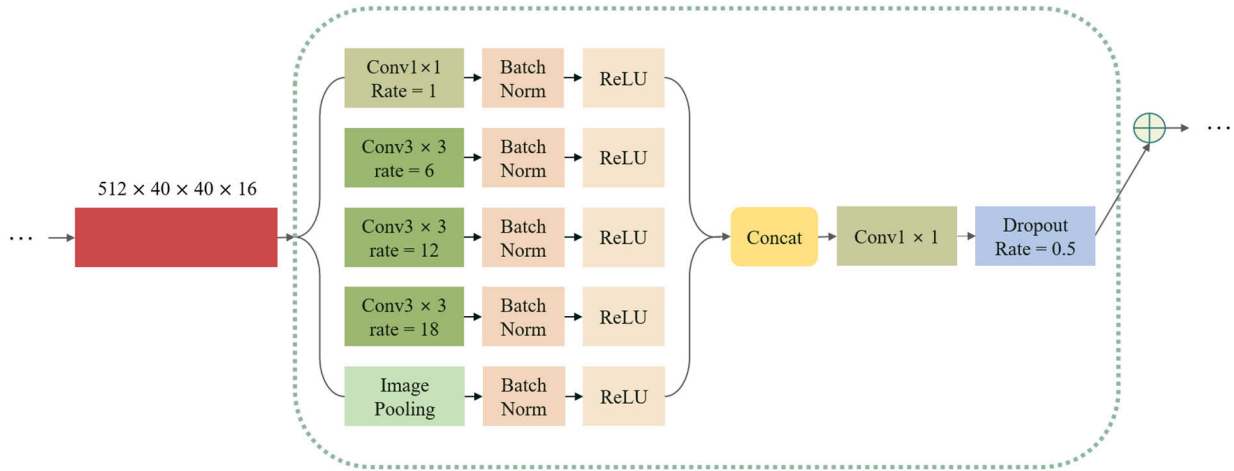 512 × 40 × 40 × 16
...
Conv1×1
Rate = 1
Batch
Norm
ReLU
Conv3 × 3
rate = 6
Batch
Norm
ReLU
Conv3 × 3
rate = 12
Batch
Norm
ReLU
Conv3 × 3
rate = 18
Batch
Norm
ReLU
Image
Pooling
Batch
Norm
ReLU
Concat
Conv1 × 1
Dropout
Rate = 0.5
...